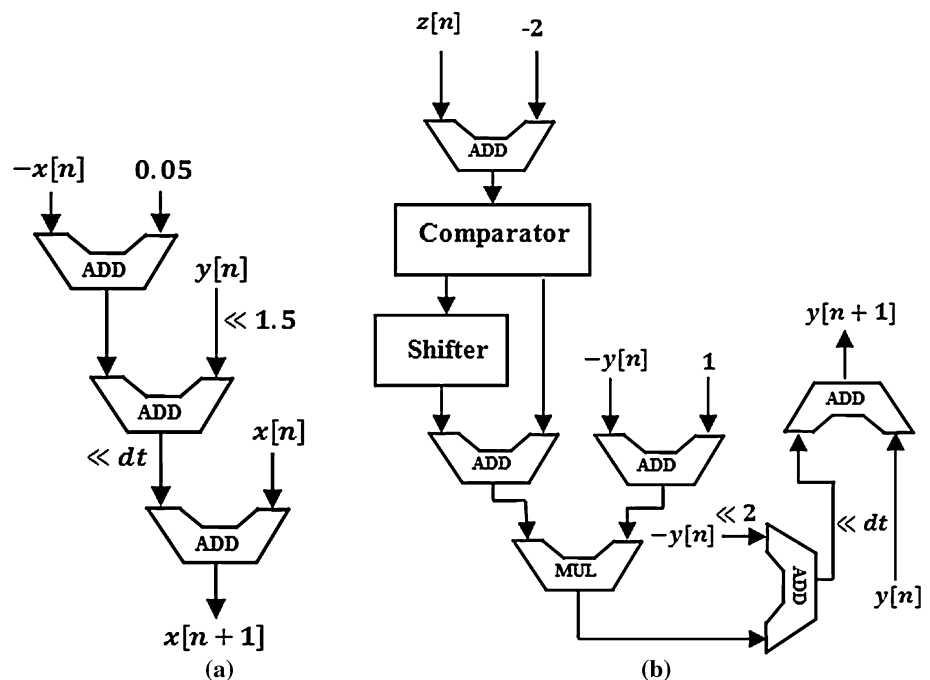 −x[n] 0.05
ADD
y[n]
≪ 1.5
ADD
≪ dt
x[n]
ADD
x[n + 1]
(a)
z[n] -2
ADD
Comparator
Shifter
−y[n] 1
ADD
ADD
MUL
≪ 2
−y[n]
ADD
≪ dt
y[n]
ADD
y[n + 1]
(b)